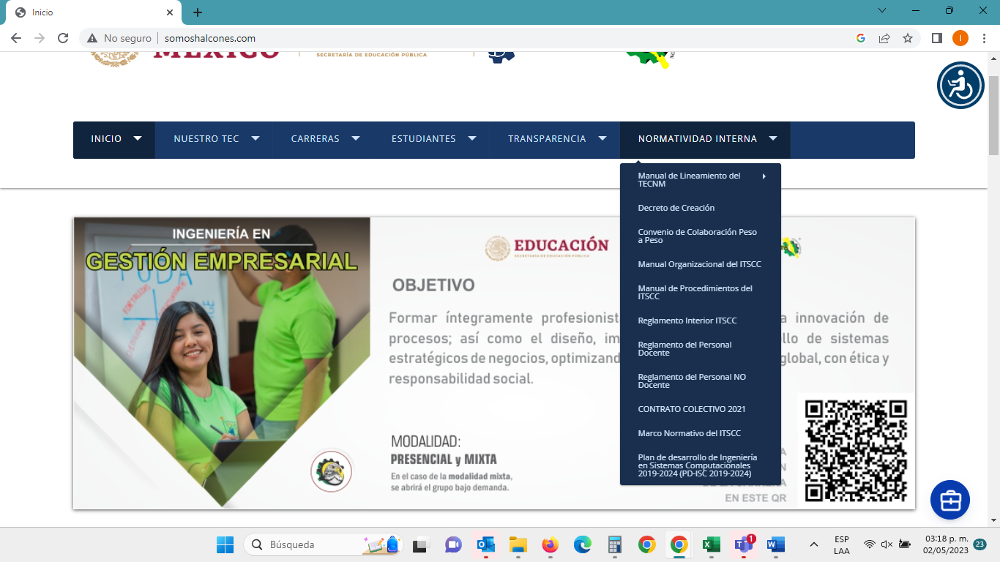 Inicio
No seguro
somoshalcones.com
I
MÉXICO
SECRETARÍA DE EDUCACIÓN PÚBLICA
INICIO
NUESTRO TEC
CARRERAS
ESTUDIANTES
TRANSPARENCIA
NORMATIVIDAD INTERNA
Manual de Lineamiento del
TECNM
Decreto de Creación
Convenio de Colaboración Peso
a Peso
Manual Organizacional del ITSCC
Manual de Procedimientos del
ITSCC
Reglamento Interior ITSCC
Reglamento del Personal
Docente
Reglamento del Personal NO
Docente
CONTRATO COLECTIVO 2021
Marco Normativo del ITSCC
Plan de desarrollo de Ingeniería
en Sistemas Computacionales
2019-2024 (PD-ISC 2019-2024)
INGENIERÍA EN
GESTIÓN EMPRESARIAL
EDUCACIÓN
SECRETARÍA DE EDUCACIÓN PÚBLICA
OBJETIVO
Formar íntegramente profesionist a innovación de
procesos; así como el diseño, im llo de sistemas
estratégicos de negocios, optimizand global, con ética y
responsabilidad social.
MODALIDAD:
PRESENCIAL y MIXTA
En el caso de la modalidad mixta,
se abrirá el grupo bajo demanda.
EN ESTE QR
Búsqueda
1
ESP
LAA
03:18 p. m.
02/05/2023
23